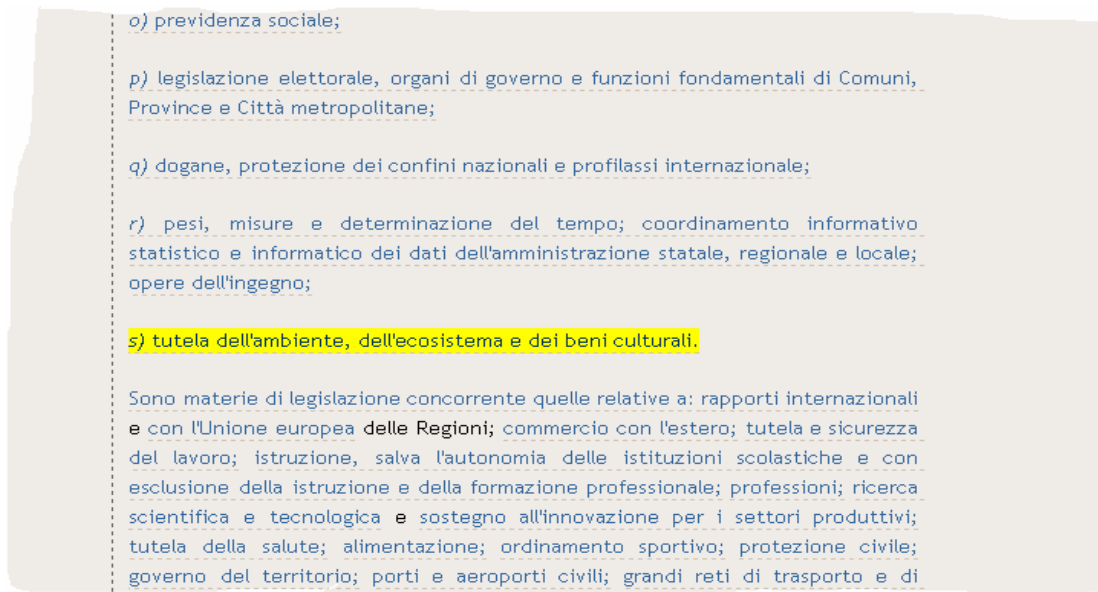 o) previdenza sociale;
p) legislazione elettorale, organi di governo e funzioni fondamentali di Comuni,
Province e Città metropolitane;
q) dogane, protezione dei confini nazionali e profilassi internazionale;
r) pesi, misure e determinazione del tempo; coordinamento informativo
statistico e informatico dei dati dell'amministrazione statale, regionale e locale;
opere dell'ingegno;
s) tutela dell'ambiente, dell'ecosistema e dei beni culturali.
Sono materie di legislazione concorrente quelle relative a: rapporti internazionali
e con l'Unione europea delle Regioni; commercio con l'estero; tutela e sicurezza
del lavoro; istruzione, salva l'autonomia delle istituzioni scolastiche e con
esclusione della istruzione e della formazione professionale; professioni; ricerca
scientifica e tecnologica e sostegno all'innovazione per i settori produttivi;
tutela della salute; alimentazione; ordinamento sportivo; protezione civile;
governo del territorio; porti e aeroporti civili; grandi reti di trasporto e di